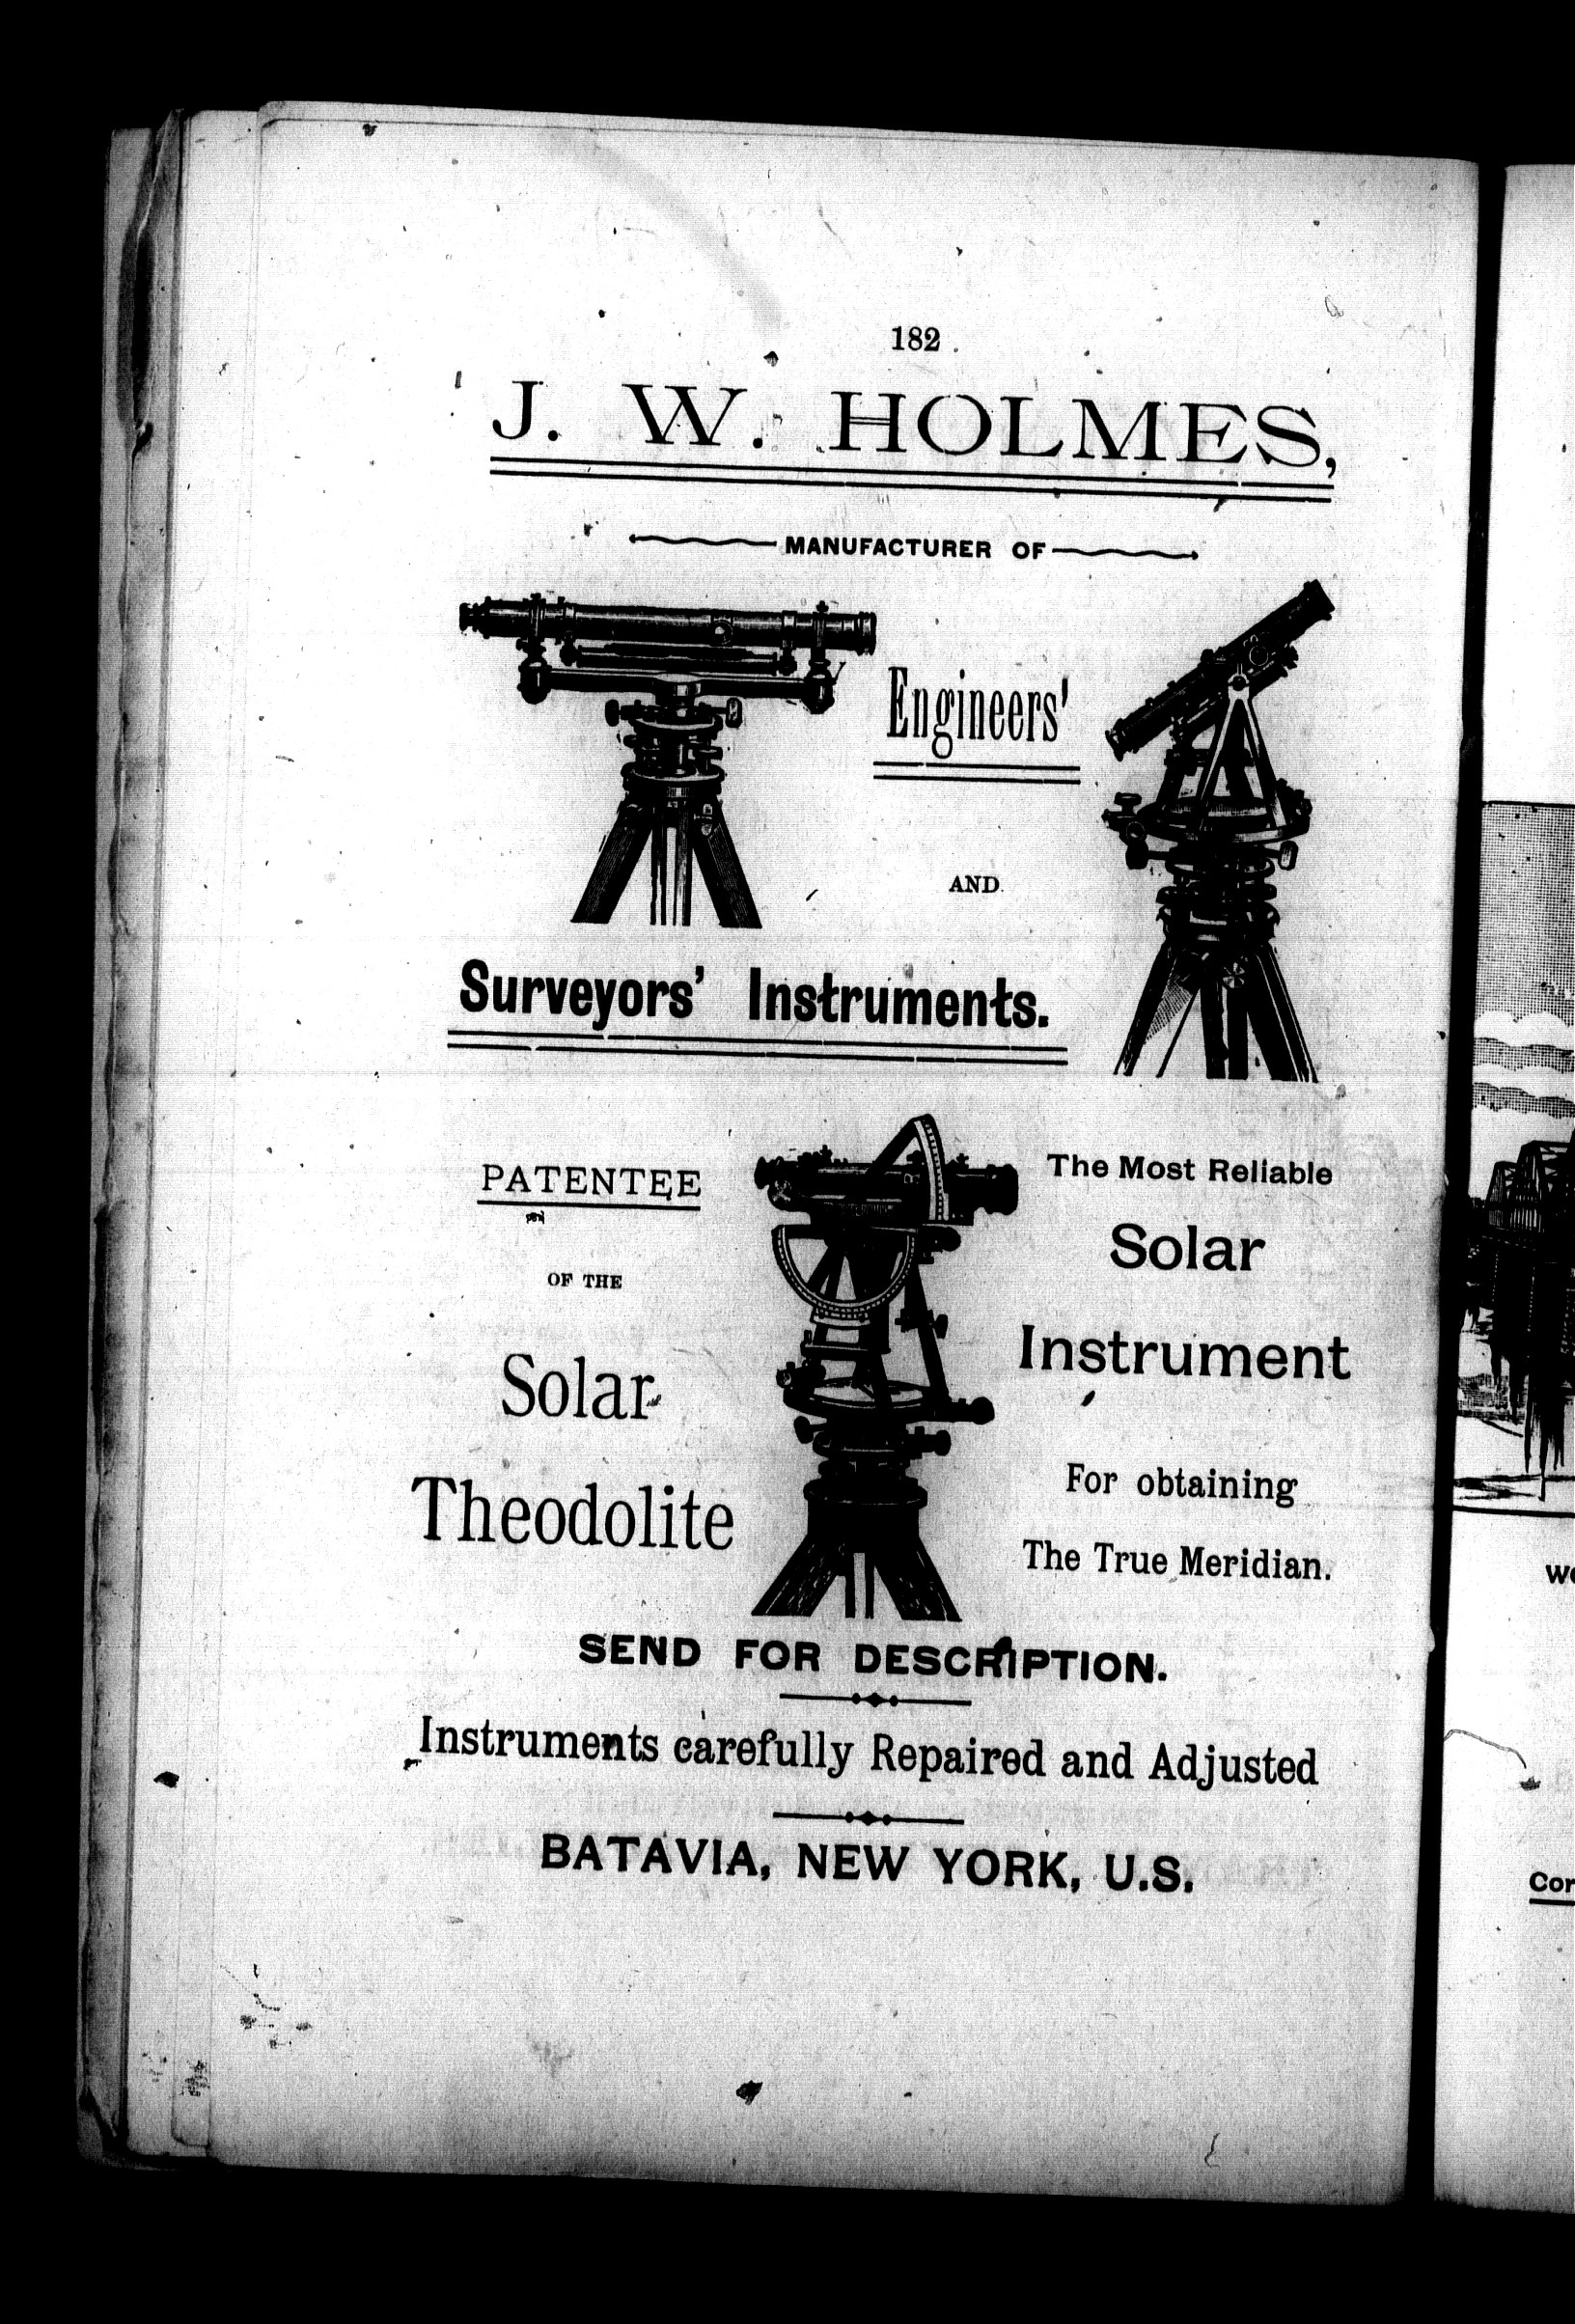 182
J. W. HOLMES,
MANUFACTURER OF
Engineers'
AND
Surveyors' Instruments.
PATENTEE
OF THE
Solar
Theodolite
The Most Reliable
Solar
Instrument
For obtaining
The True Meridian.
SEND FOR DESCRIPTION.
Instruments carefully Repaired and Adjusted
BATAVIA, NEW YORK, U.S.